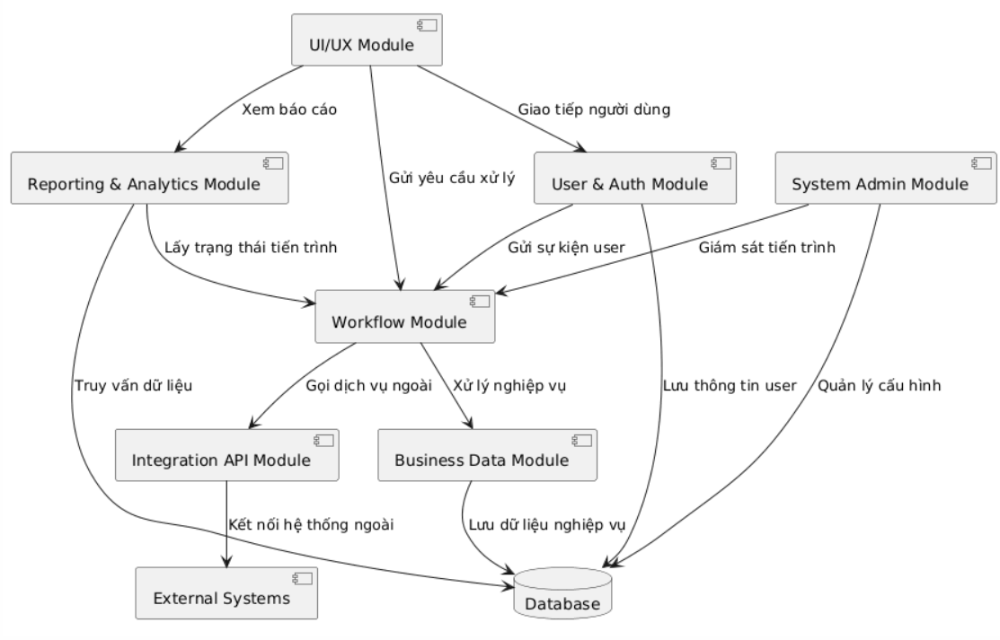 UI/UX Module
Xem báo cáo
Giao tiếp người dùng
Gửi yêu cầu xử lý
Reporting & Analytics Module
User & Auth Module
System Admin Module
Lấy trạng thái tiến trình
Gửi sự kiện user
Giám sát tiến trình
Workflow Module
Truy vấn dữ liệu
Gọi dịch vụ ngoài
Xử lý nghiệp vụ
Lưu thông tin user
Quản lý cấu hình
Integration API Module
Business Data Module
Kết nối hệ thống ngoài
Lưu dữ liệu nghiệp vụ
External Systems
Database